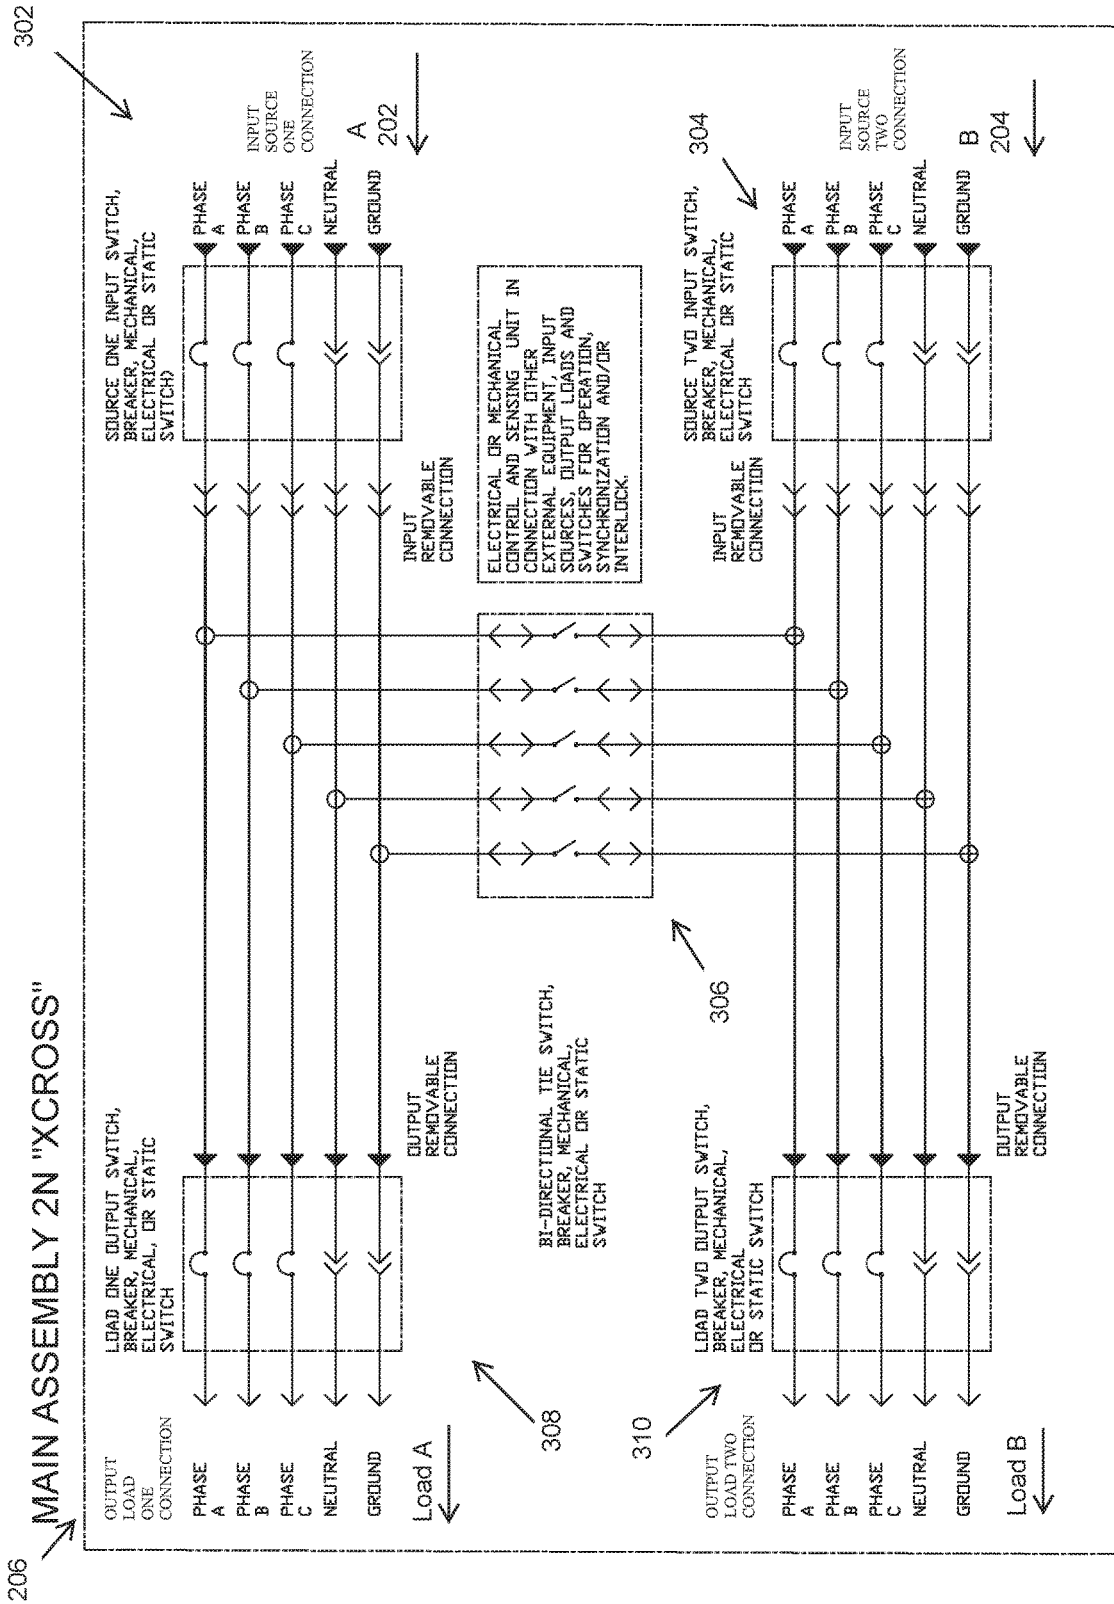 206
MAIN ASSEMBLY 2N "XCROSS"
302
OUTPUT
LOAD
ONE
CONNECTION
LOAD ONE OUTPUT SWITCH,
BREAKER, MECHANICAL,
ELECTRICAL, OR STATIC
SWITCH
SOURCE ONE INPUT SWITCH,
BREAKER, MECHANICAL,
ELECTRICAL OR STATIC
SWITCH)
INPUT
SOURCE
ONE
CONNECTION
PHASE
A
PHASE
B
PHASE
C
NEUTRAL
GROUND
PHASE
A
PHASE
B
PHASE
C
NEUTRAL
GROUND
A
202
Load A
308
OUTPUT
REMOVABLE
CONNECTION
INPUT
REMOVABLE
CONNECTION
BI-DIRECTIONAL TIE SWITCH,
BREAKER, MECHANICAL,
ELECTRICAL OR STATIC
SWITCH
306
ELECTRICAL OR MECHANICAL
CONTROL AND SENSING UNIT IN
CONNECTION WITH OTHER
EXTERNAL EQUIPMENT, INPUT
SOURCES, OUTPUT LOADS AND
SWITCHES FOR OPERATION,
SYNCHRONIZATION AND/OR
INTERLOCK.
310
304
OUTPUT
LOAD TWO
CONNECTION
LOAD TWO OUTPUT SWITCH,
BREAKER, MECHANICAL,
ELECTRICAL
OR STATIC SWITCH
INPUT
REMOVABLE
CONNECTION
SOURCE TWO INPUT SWITCH,
BREAKER, MECHANICAL,
ELECTRICAL OR STATIC
SWITCH
INPUT
SOURCE
TWO
CONNECTION
PHASE
A
PHASE
B
PHASE
C
NEUTRAL
GROUND
PHASE
A
PHASE
B
PHASE
C
NEUTRAL
GROUND
B
204
Load B
OUTPUT
REMOVABLE
CONNECTION